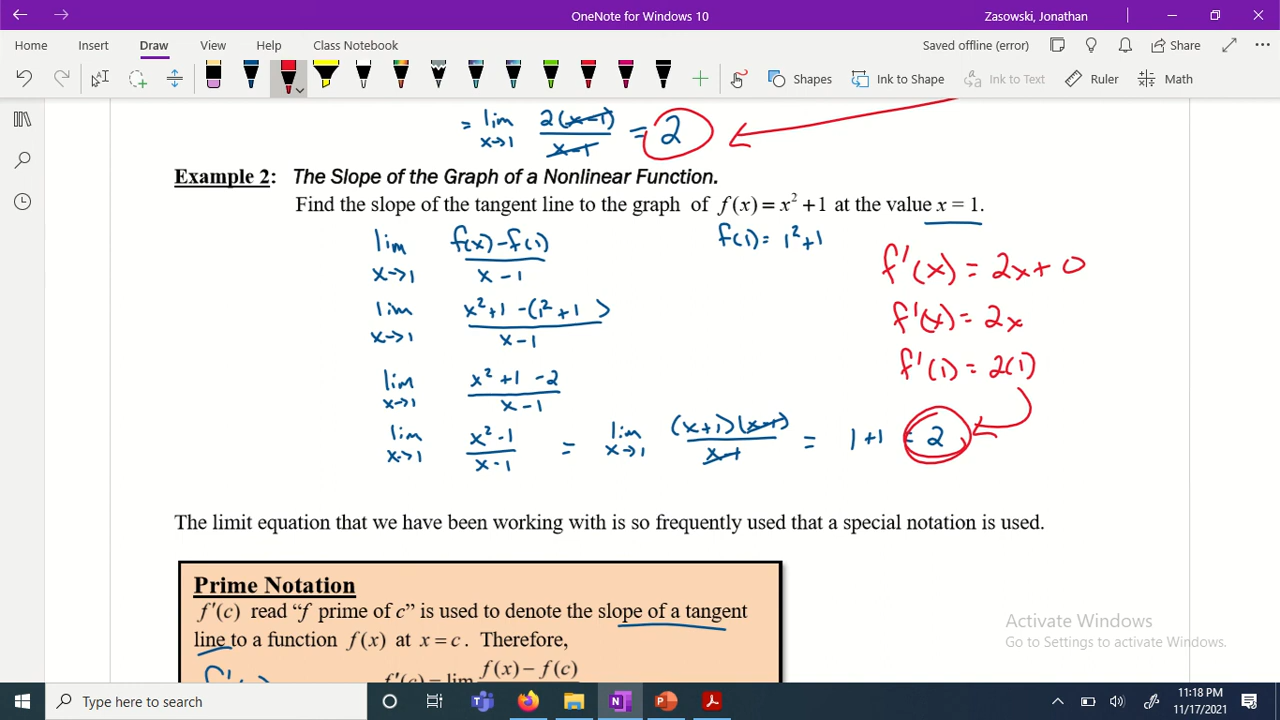 OneNote for Windows 10
Zasowski, Jonathan
Home Insert Draw View Help Class Notebook
Saved offline (error)
Share
Shapes Ink to Shape Ink to Text Ruler Math
= lim x→1 2(x-1)/x-1 = 2
Example 2: The Slope of the Graph of a Nonlinear Function.
Find the slope of the tangent line to the graph of f(x) = x² + 1 at the value x = 1.
lim x→1 f(x)-f(1)/x-1
f(1) = 1²+1
f'(x) = 2x+0
lim x→1 x²+1-(1²+1)/x-1
f'(x) = 2x
f'(1) = 2(1)
lim x→1 x²+1-2/x-1
lim x→1 x²-1/x-1 = lim x→1 (x+1)(x-1)/x-1 = 1+1 = 2
The limit equation that we have been working with is so frequently used that a special notation is used.
Prime Notation
f′(c) read “f prime of c” is used to denote the slope of a tangent
line to a function f(x) at x = c. Therefore,
f′(c) = lim f(x) − f(c)
Activate Windows
Go to Settings to activate Windows.
Type here to search
11:18 PM
11/17/2021